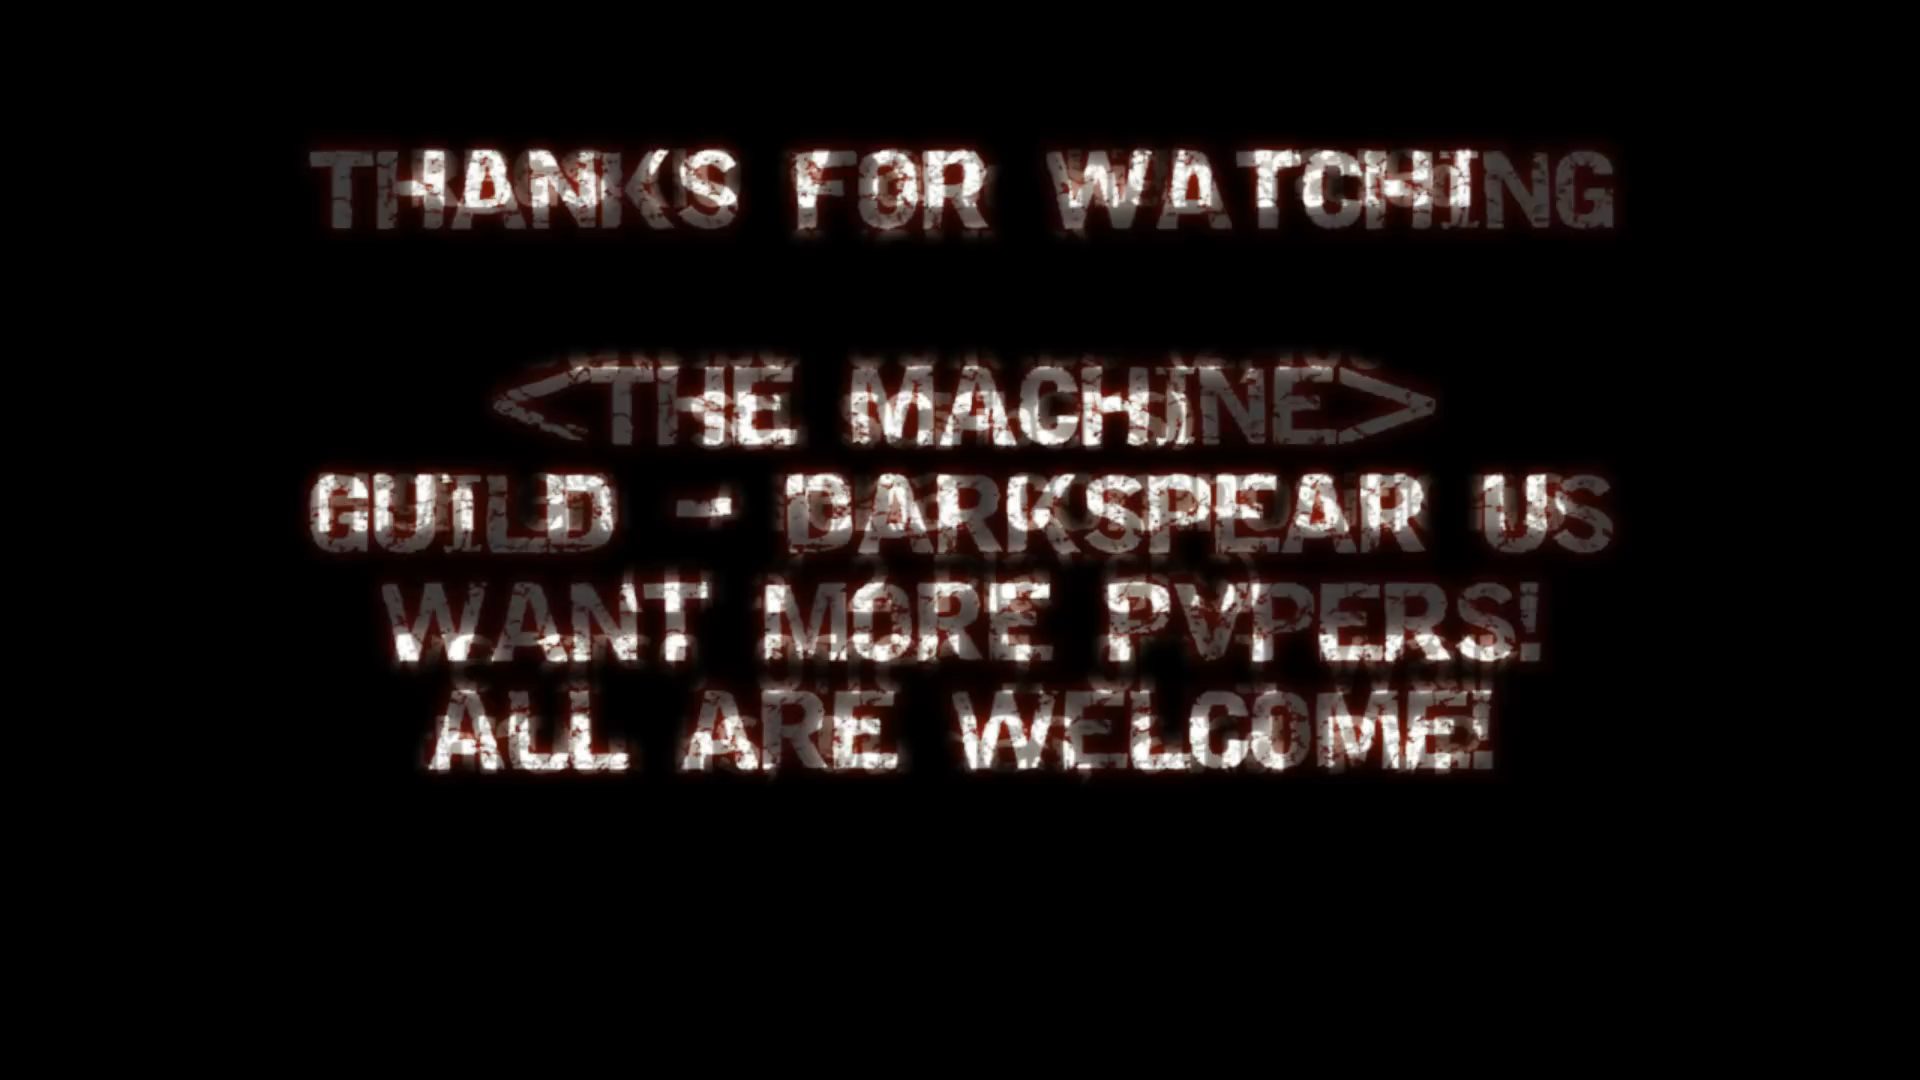 THANKS FOR WATCHING
<THE MACHINE>
GUILD - DARKSPEAR US
WANT MORE PVPERS!
ALL ARE WELCOME!